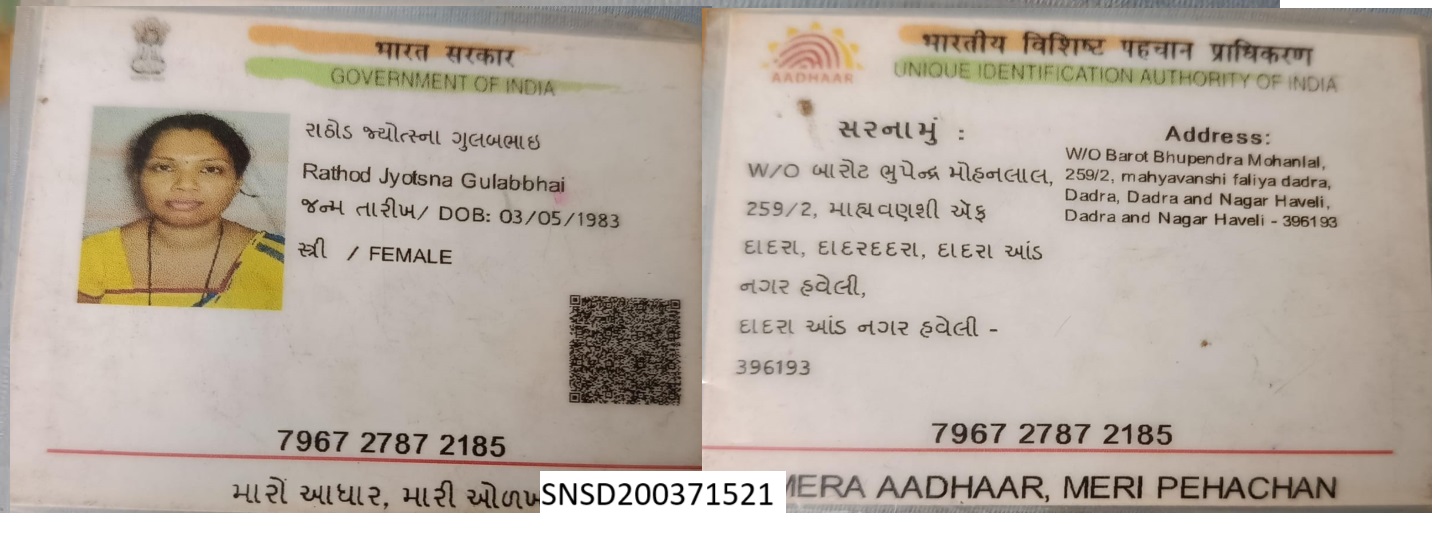 भारत सरकार
GOVERNMENT OF INDIA
રાઠોડ જ્યોત્સ્ના ગુલબભાઇ
Rathod Jyotsna Gulabbhai
જન્મ તારીખ/ DOB: 03/05/1983
સ્ત્રી / FEMALE
7967 2787 2185
મારોં આધાર, મારી ઓળખ
SNSD200371521
भारतीय विशिष्ट पहचान प्राधिकरण
AADHAAR
UNIQUE IDENTIFICATION AUTHORITY OF INDIA
સરનામું :
W/O બારોટ ભુપેન્દ્ર મોહનલાલ,
259/2, માહ્યવણશી ઍફ
દાદરા, દાદરદદરા, દાદરા આંડ
નગર હવેલી,
દાદરા આંડ નગર હવેલી -
396193
Address:
W/O Barot Bhupendra Mohanlal,
259/2, mahyavanshi faliya dadra,
Dadra, Dadra and Nagar Haveli,
Dadra and Nagar Haveli - 396193
7967 2787 2185
MERA AADHAAR, MERI PEHACHAN